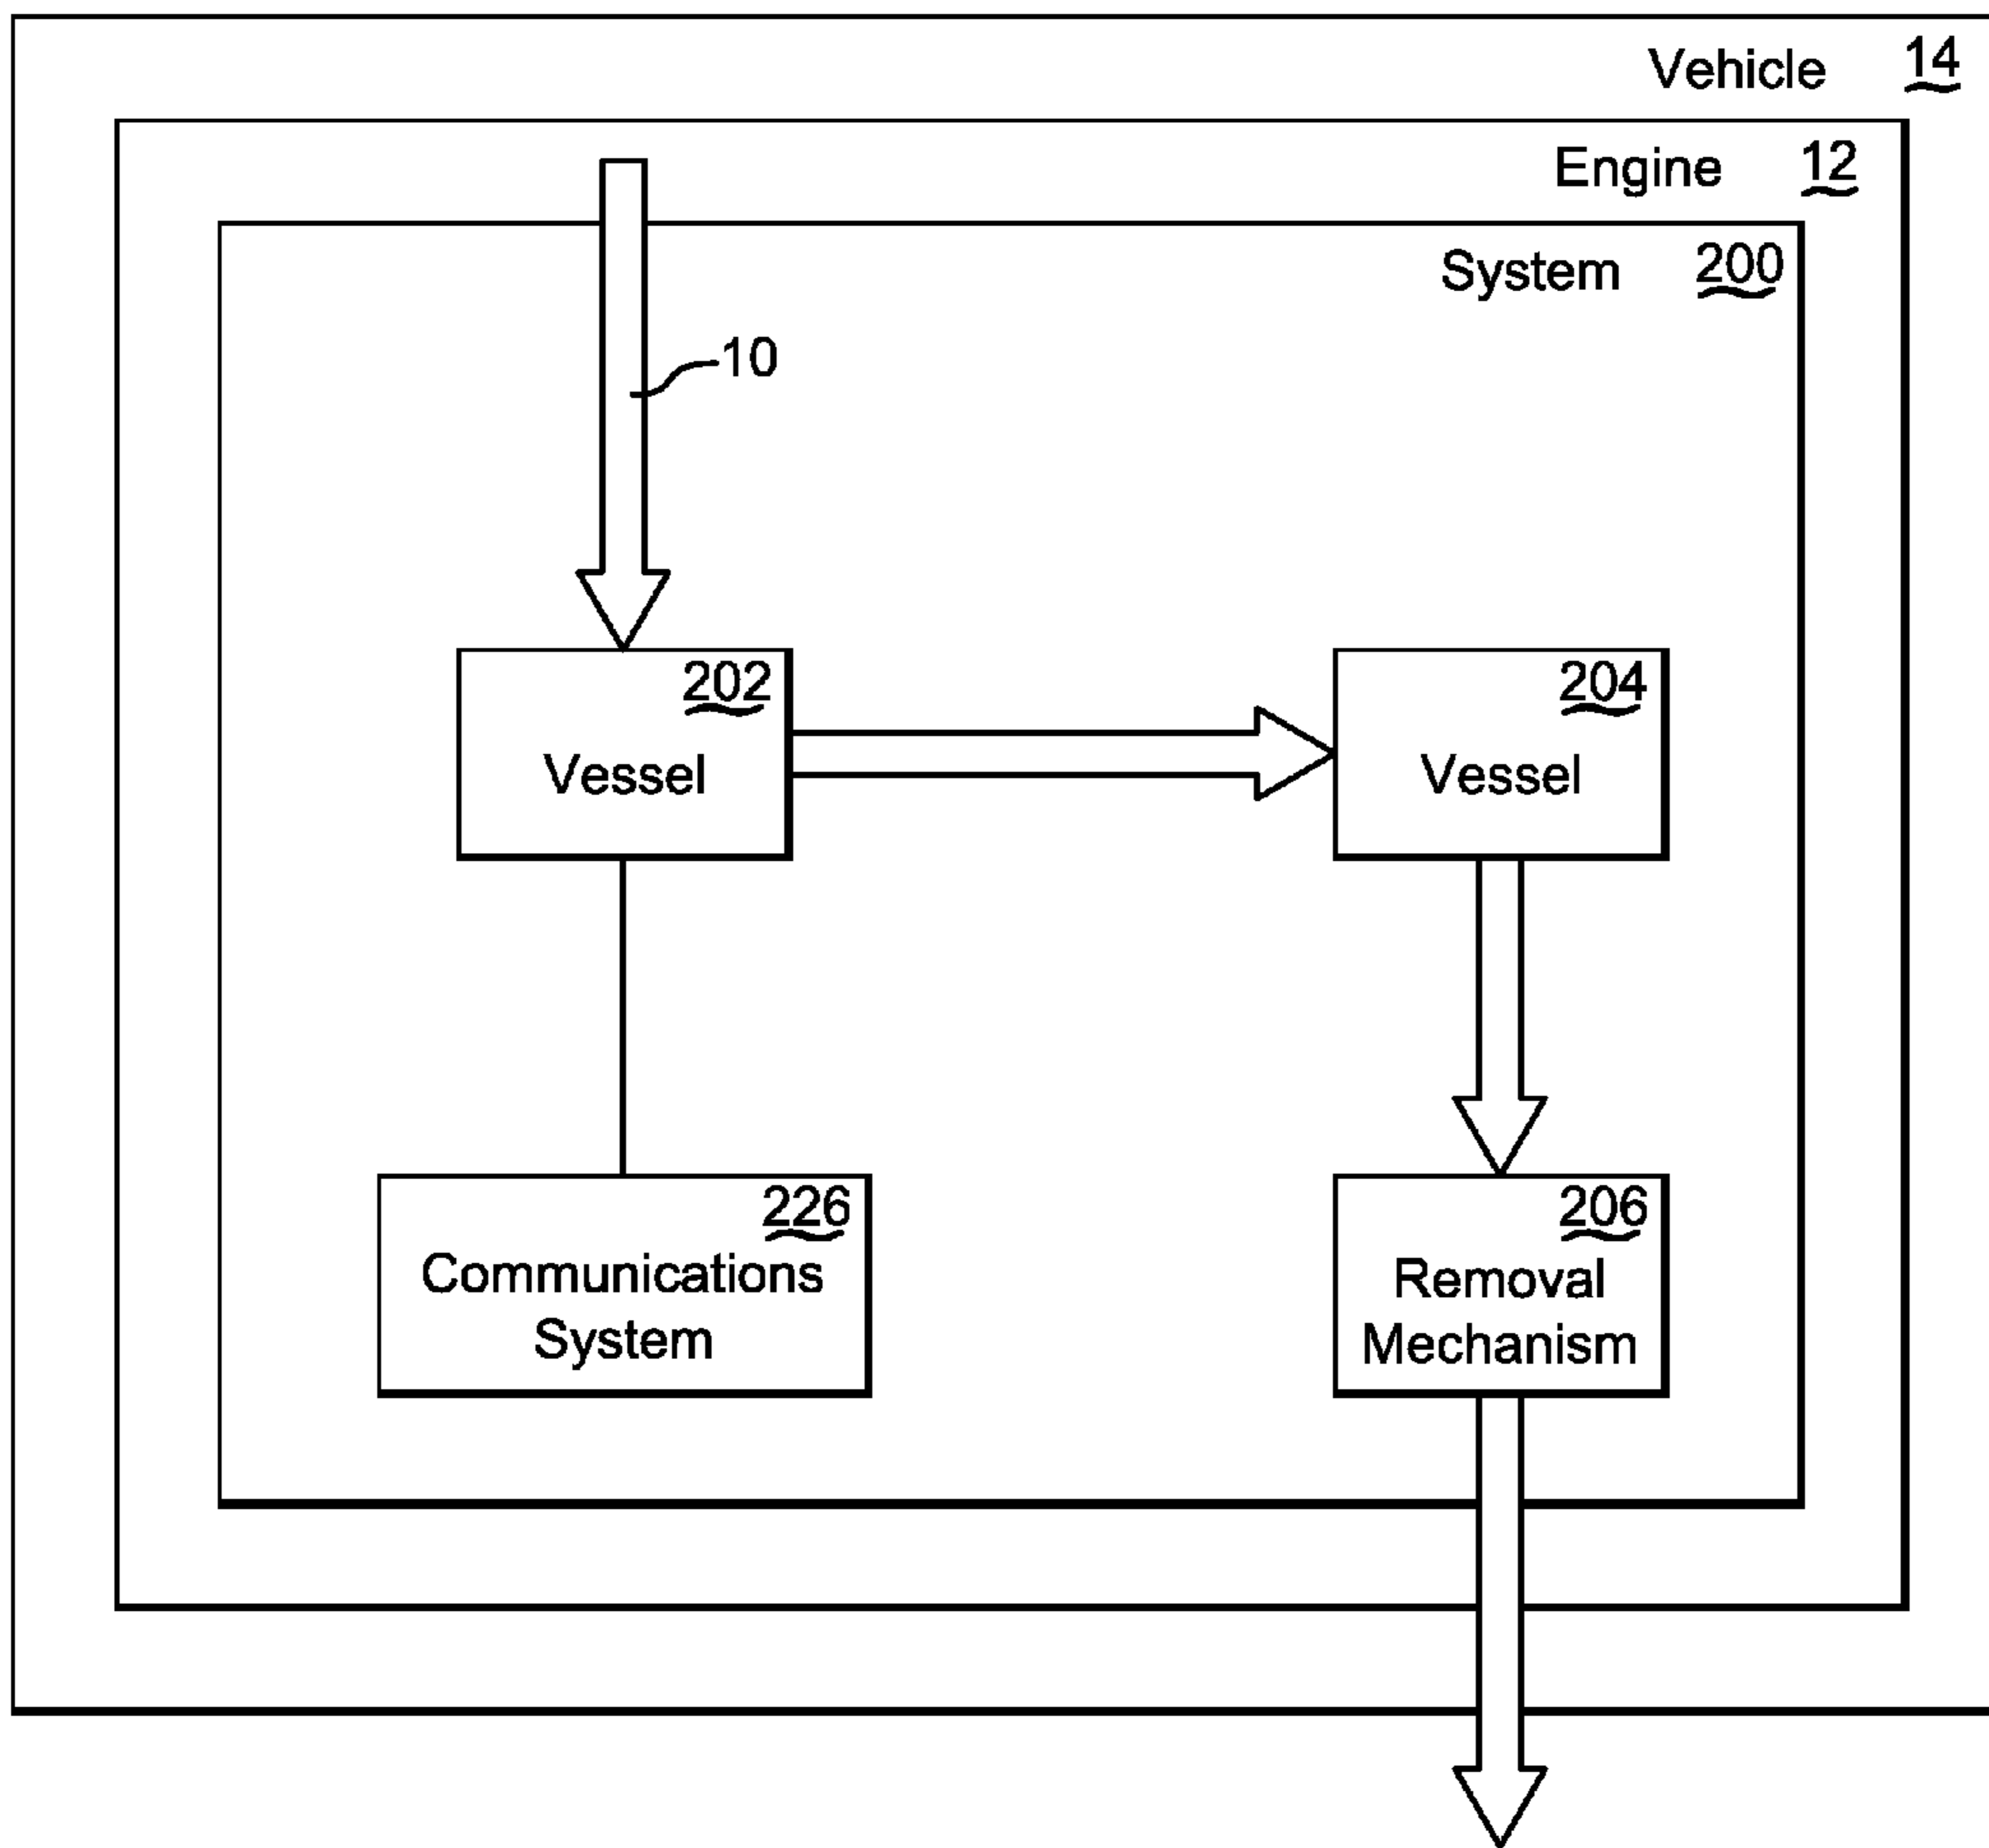 Vehicle 14
Engine 12
System 200
10
202
Vessel
204
Vessel
226
Communications
System
206
Removal
Mechanism